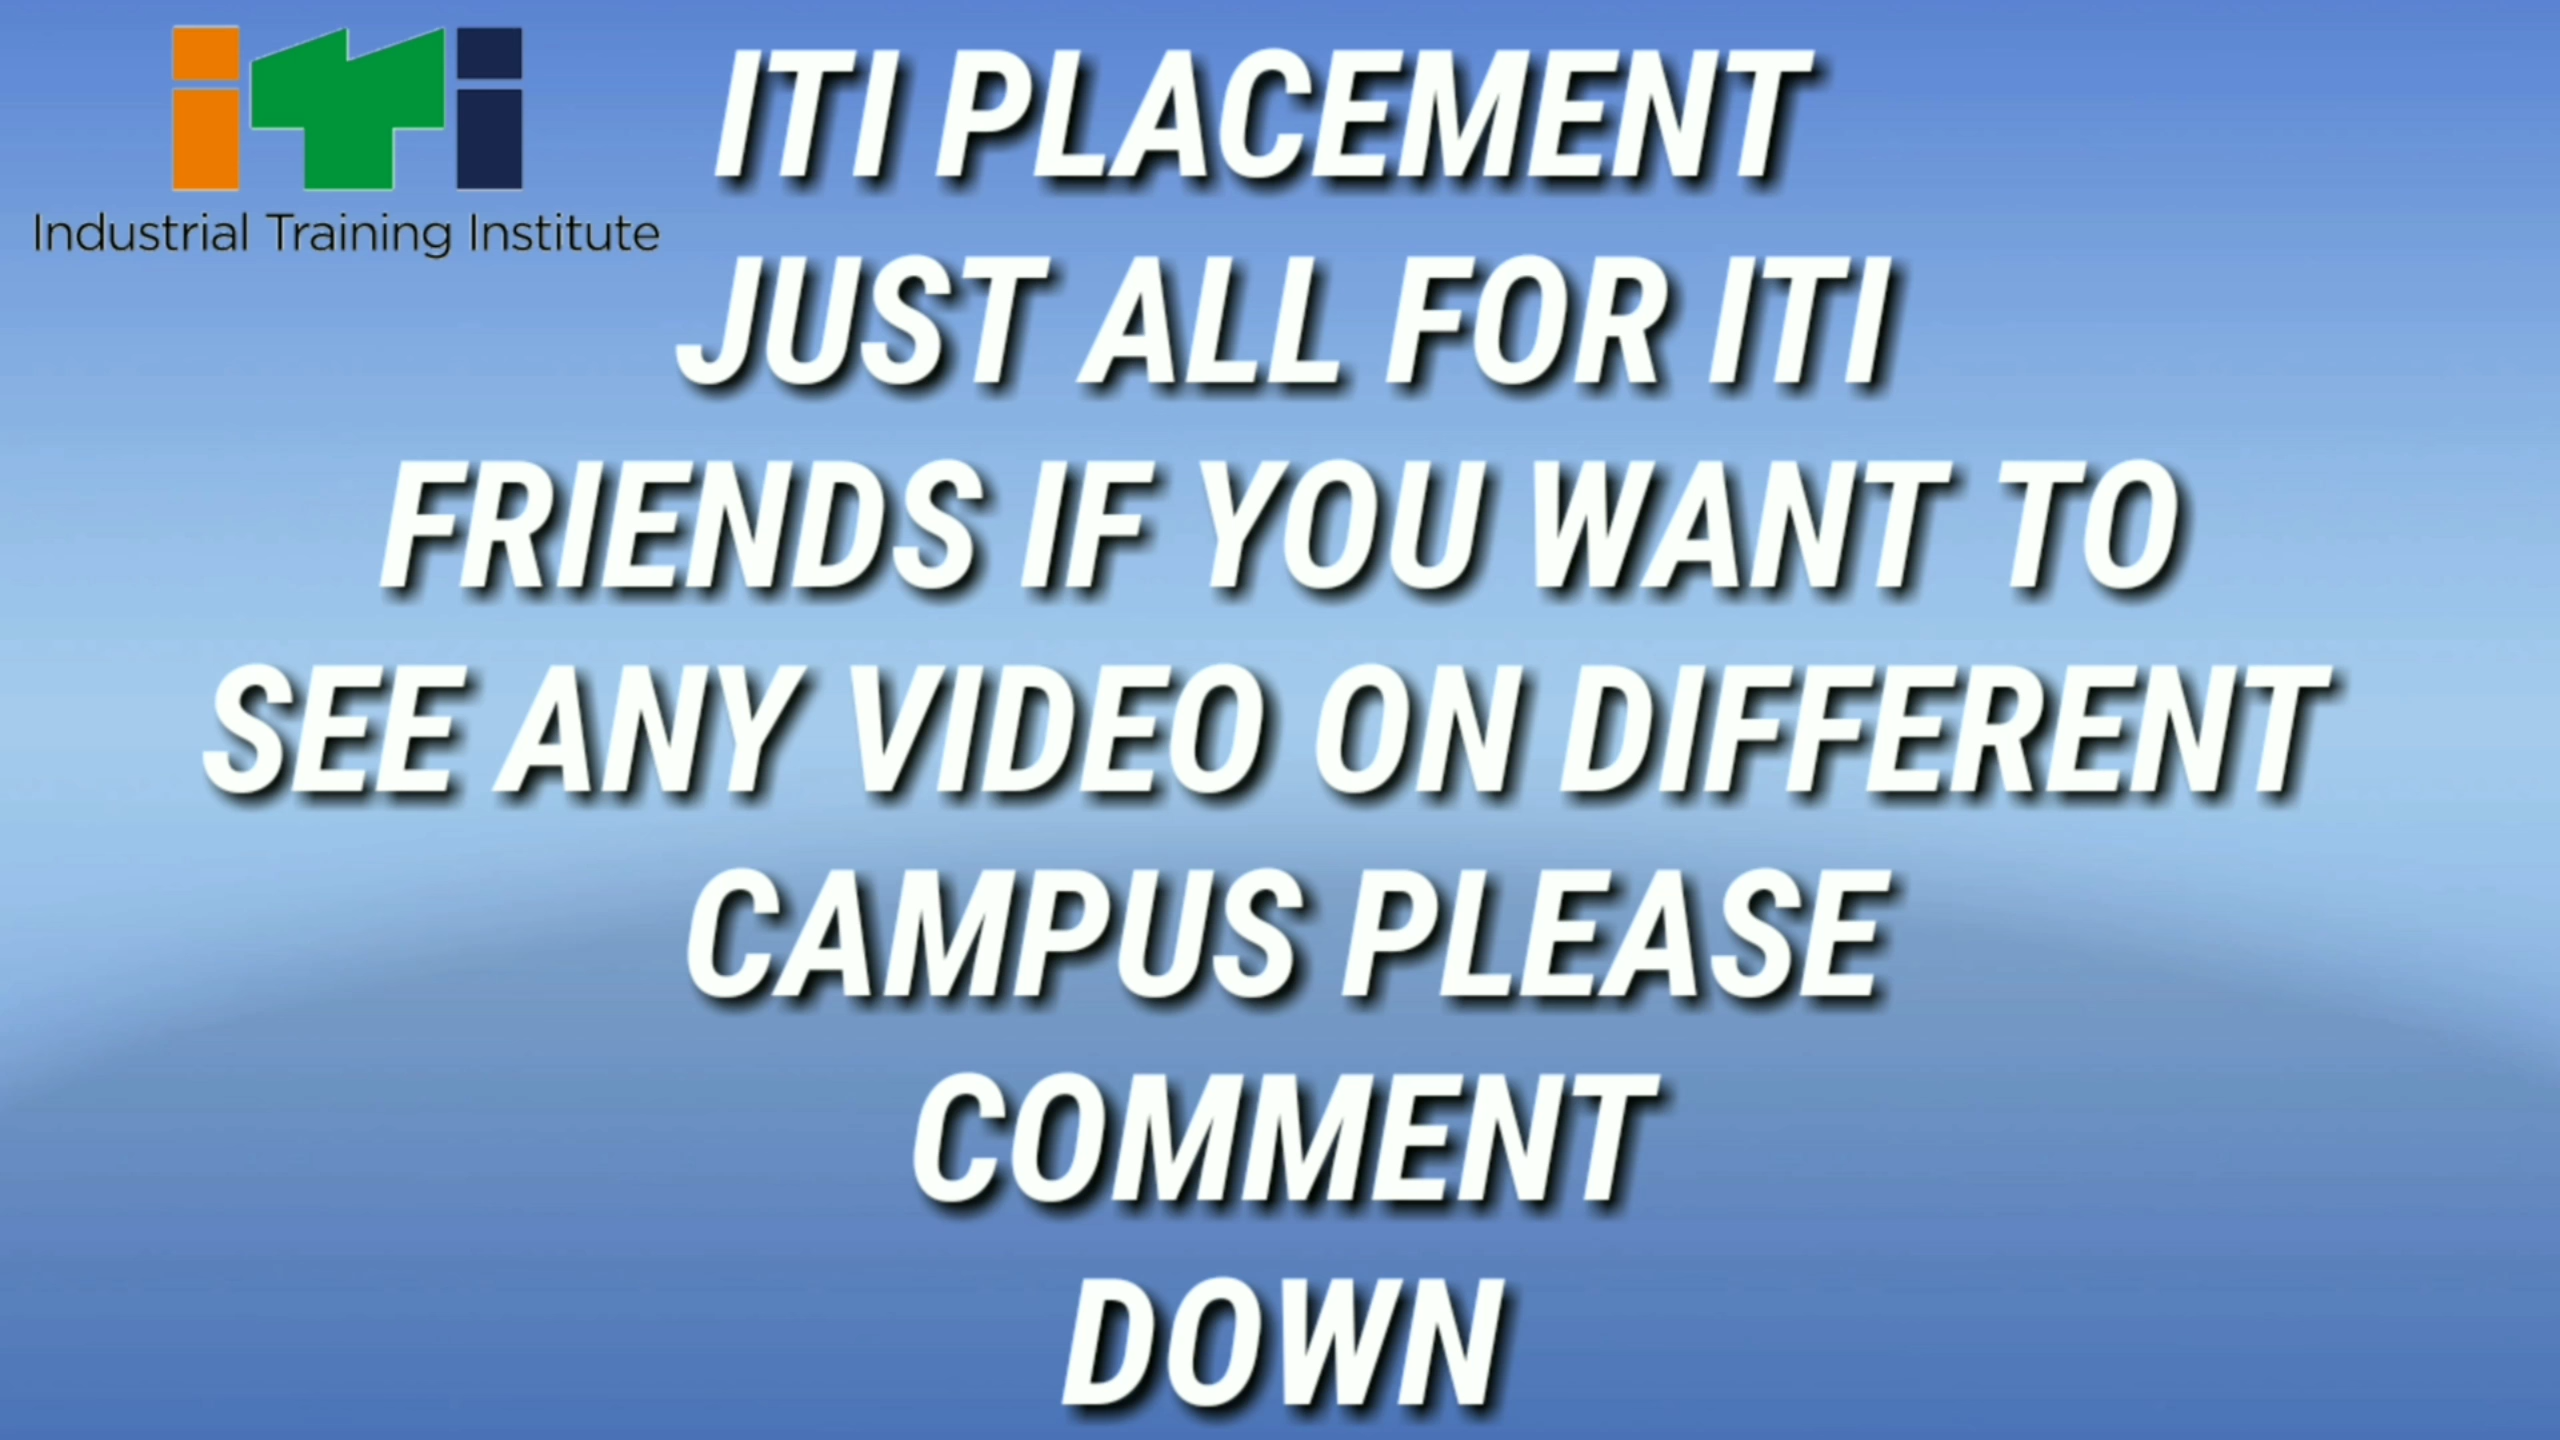 iTi
Industrial Training Institute
ITI PLACEMENT
JUST ALL FOR ITI
FRIENDS IF YOU WANT TO
SEE ANY VIDEO ON DIFFERENT
CAMPUS PLEASE
COMMENT
DOWN